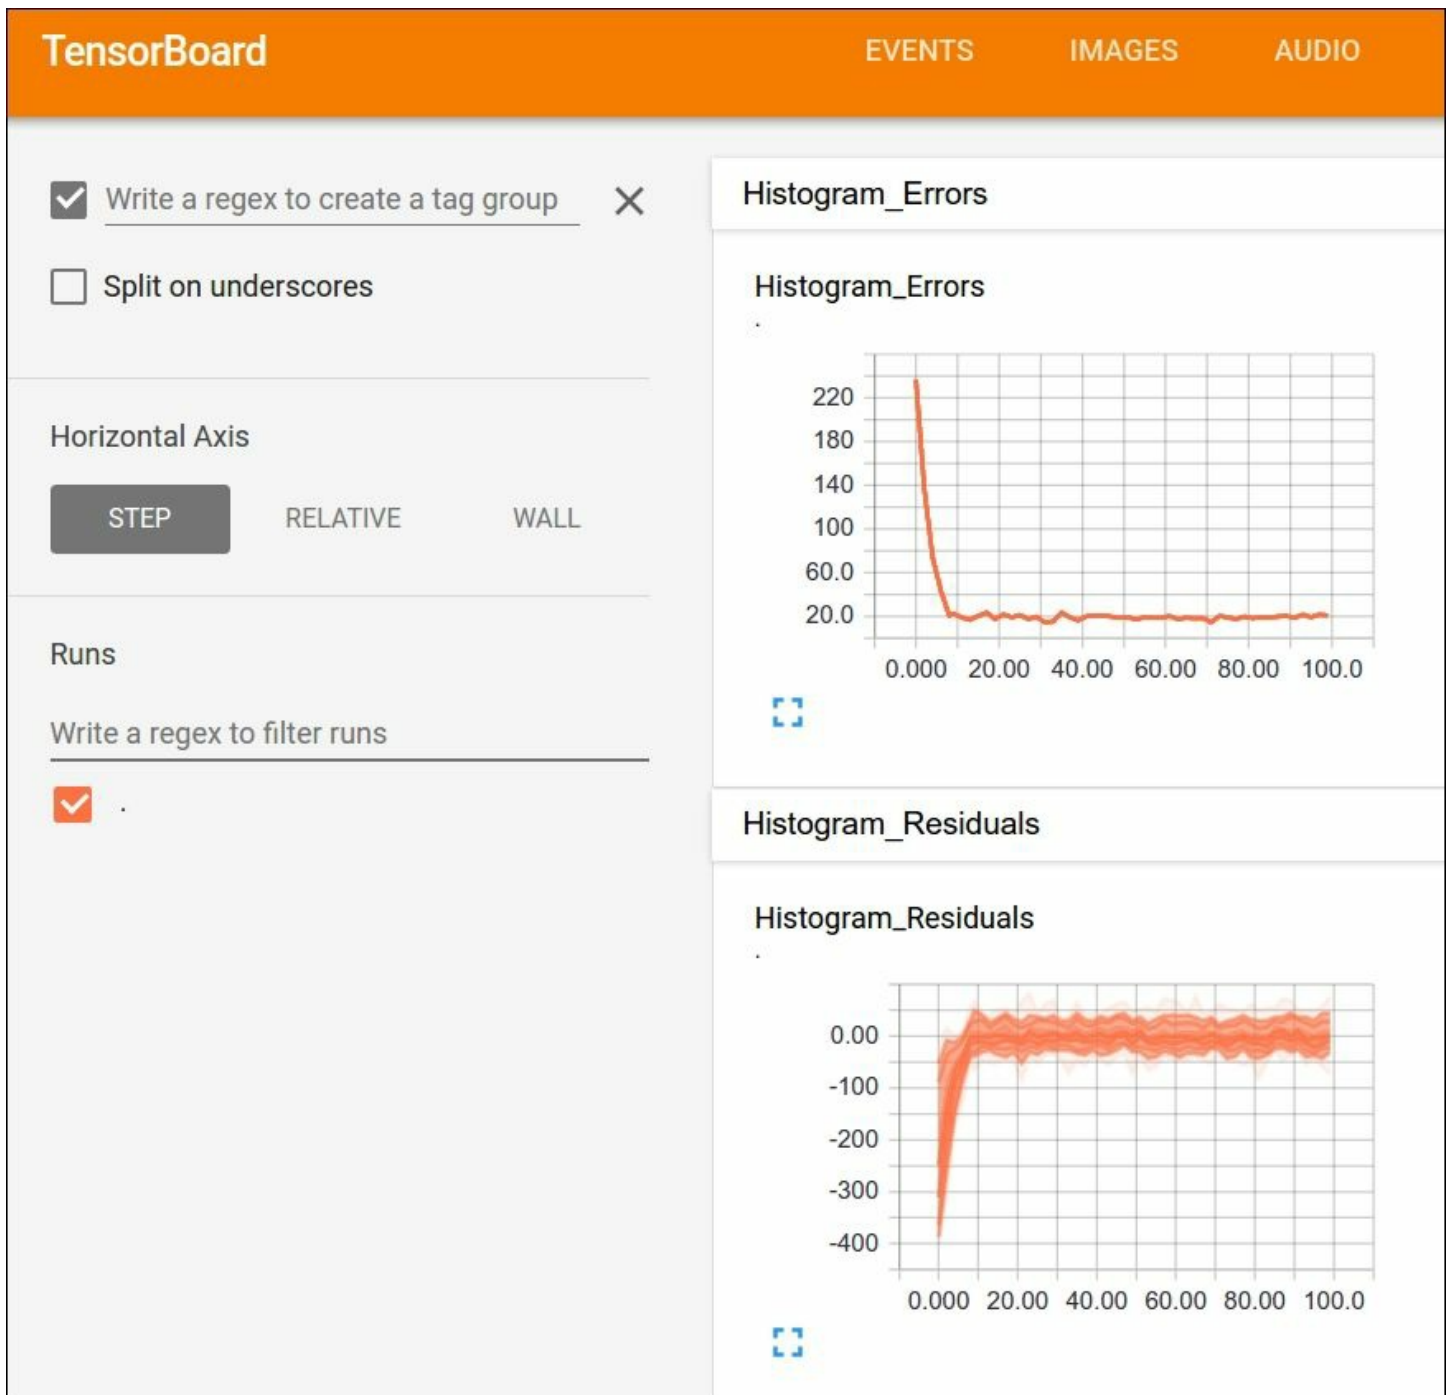 TensorBoard EVENTS IMAGES AUDIO
Write a regex to create a tag group
Split on underscores
Horizontal Axis
STEP RELATIVE WALL
Runs
Write a regex to filter runs
.
Histogram_Errors
Histogram_Errors
.
220
180
140
100
60.0
20.0
0.000 20.00 40.00 60.00 80.00 100.0
Histogram_Residuals
Histogram_Residuals
.
0.00
-100
-200
-300
-400
0.000 20.00 40.00 60.00 80.00 100.0